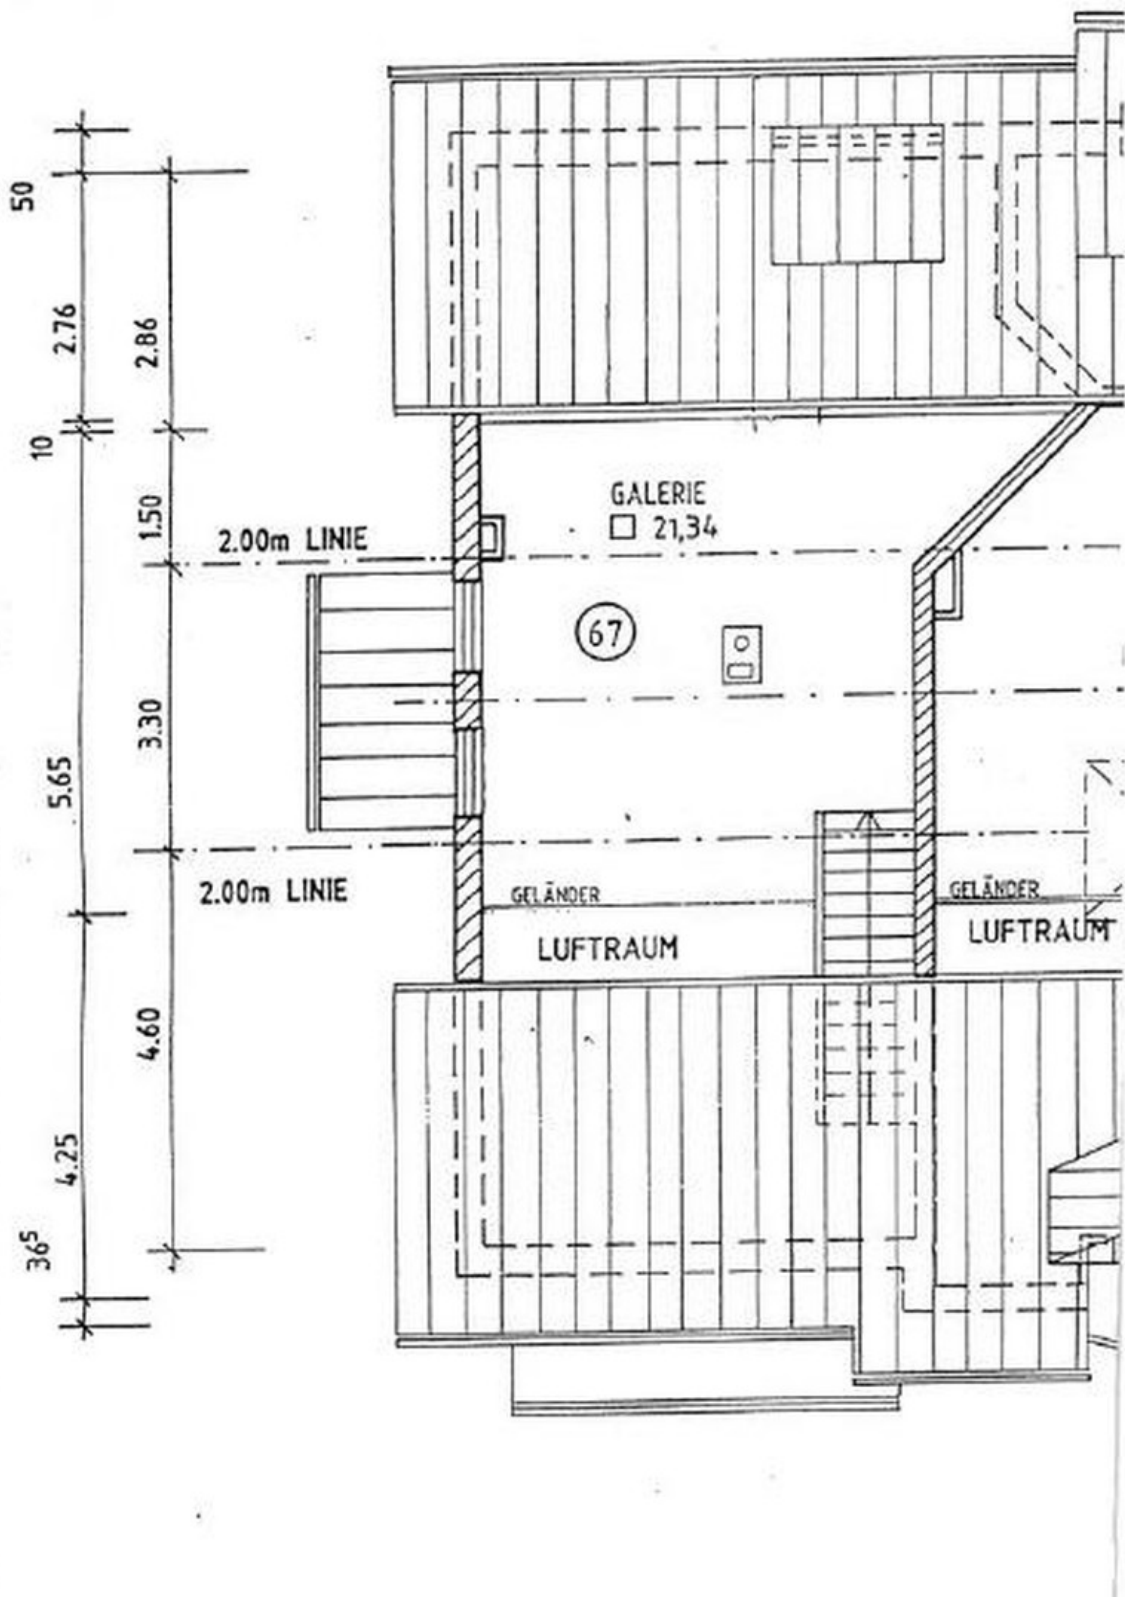 50
2.76
2.86
10
1.50
GALERIE
21,34
2.00m LINIE
67
3.30
5.65
2.00m LINIE
GELÄNDER
GELÄNDER
LUFTRAUM
LUFTRAUM
4.60
4.25
36⁵